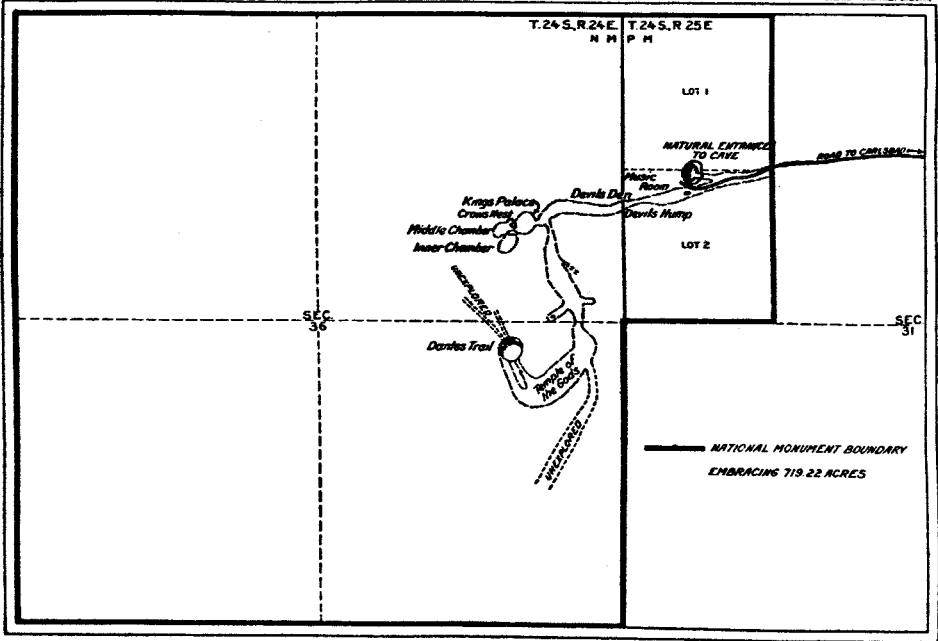 T. 24 S., R. 24 E. T. 24 S., R 25 E
N M P M
LOT 1
NATURAL ENTRANCE
TO CAVE
ROAD TO CARLSBAD
Music
Room
Devils Den
Kings Palace
Crows Nest
Devils Hump
Middle Chamber
Inner Chamber
LOT 2
UNEXPLORED
SEC
36
SEC
31
Dantes Trail
Temple of
the Gods
UNEXPLORED
NATIONAL MONUMENT BOUNDARY
EMBRACING 719.22 ACRES